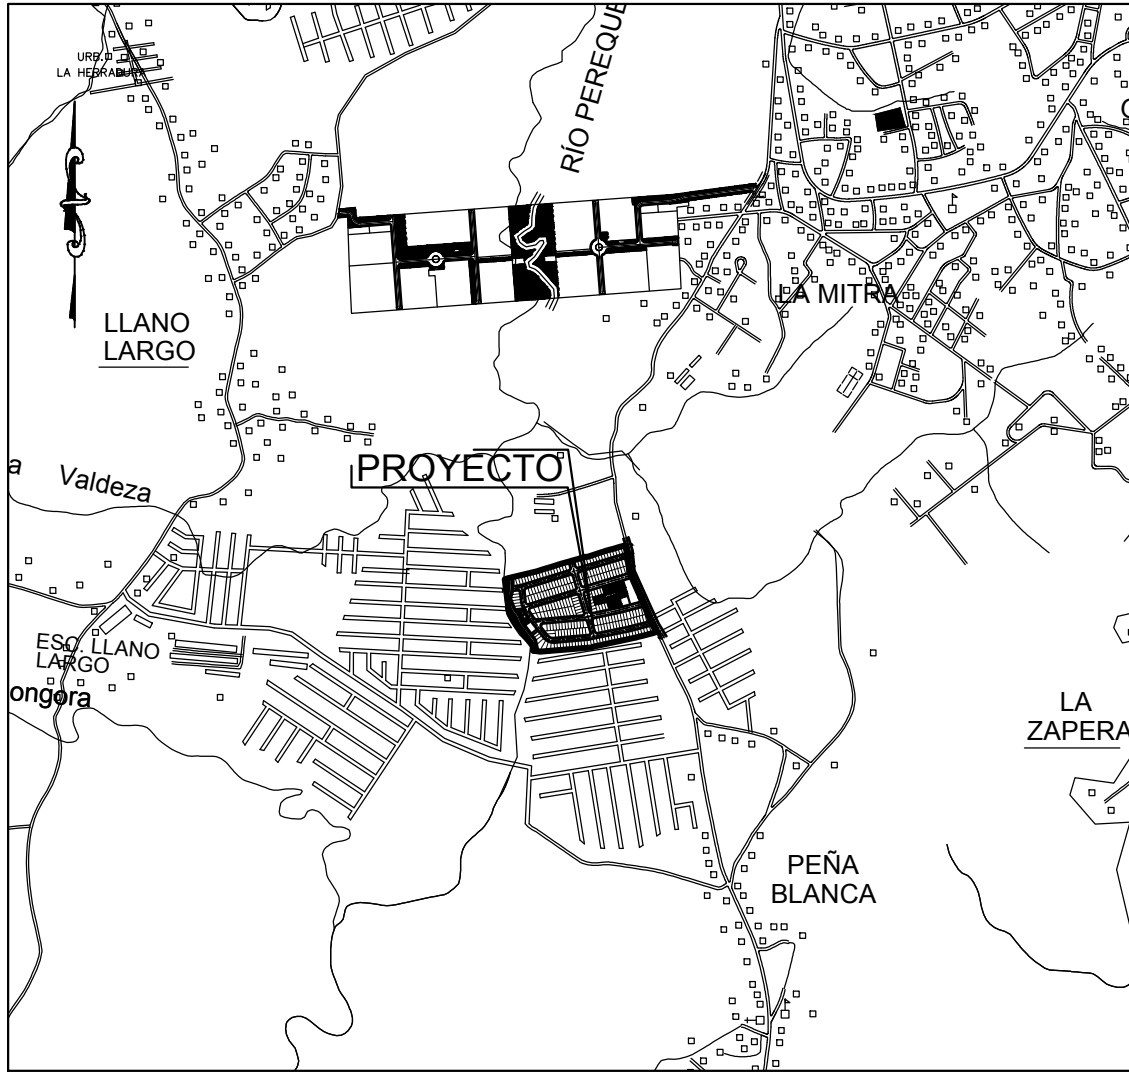 URB.
LA HERRADURA
RÍO PEREQUE
LA MITRA
LLANO
LARGO
PROYECTO
a Valdeza
ESC. LLANO
LARGO
ongora
LA
ZAPERA
PEÑA
BLANCA